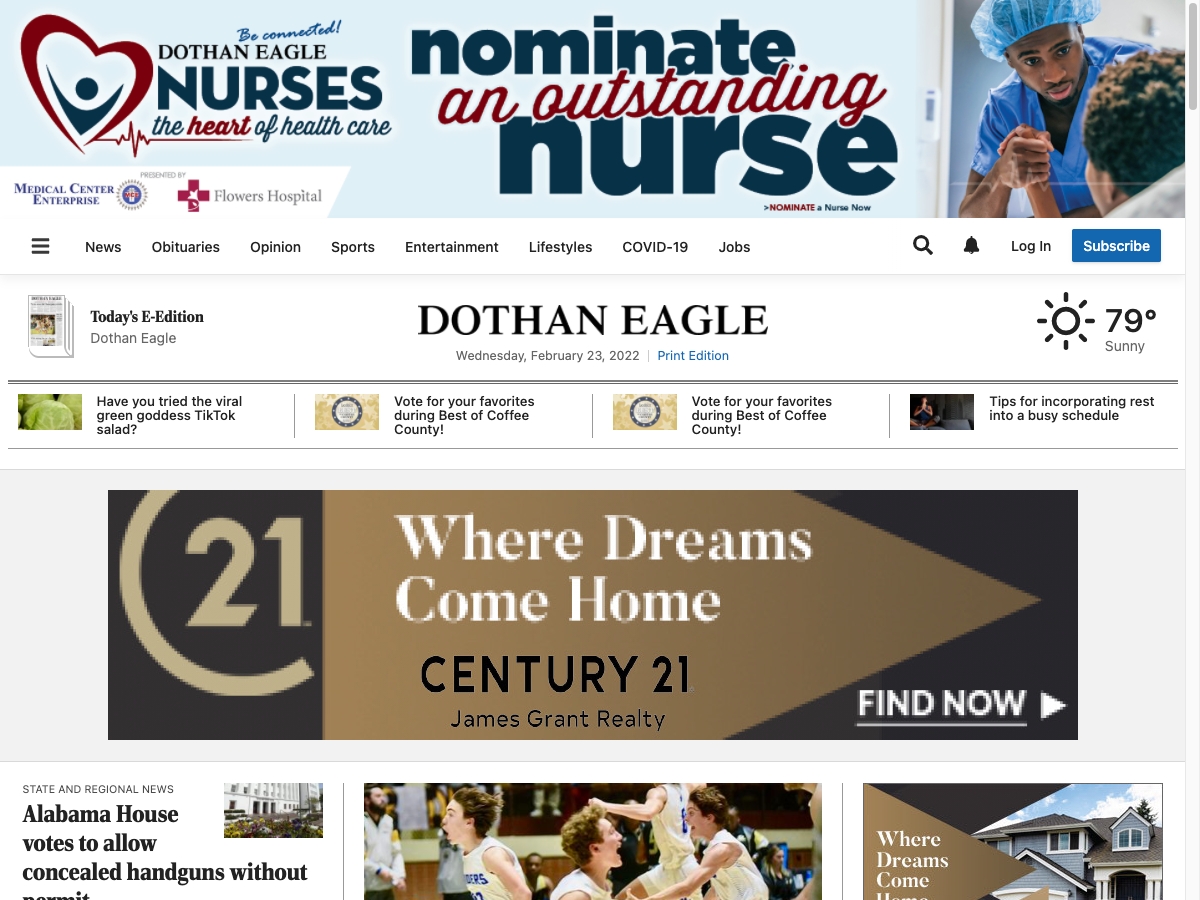 Be connected!
DOTHAN EAGLE
NURSES
the heart of health care
PRESENTED BY
MEDICAL CENTER
ENTERPRISE
MCE
Flowers Hospital
nominate
an outstanding
nurse
>NOMINATE a Nurse Now
News
Obituaries
Opinion
Sports
Entertainment
Lifestyles
COVID-19
Jobs
Log In
Subscribe
Today's E-Edition
Dothan Eagle
DOTHAN EAGLE
Wednesday, February 23, 2022
Print Edition
79°
Sunny
Have you tried the viral
green goddess TikTok
salad?
Vote for your favorites
during Best of Coffee
County!
Vote for your favorites
during Best of Coffee
County!
Tips for incorporating rest
into a busy schedule
C21
Where Dreams
Come Home
CENTURY 21
James Grant Realty
FIND NOW
STATE AND REGIONAL NEWS
Alabama House
votes to allow
concealed handguns without
permit
Where
Dreams
Come
Home